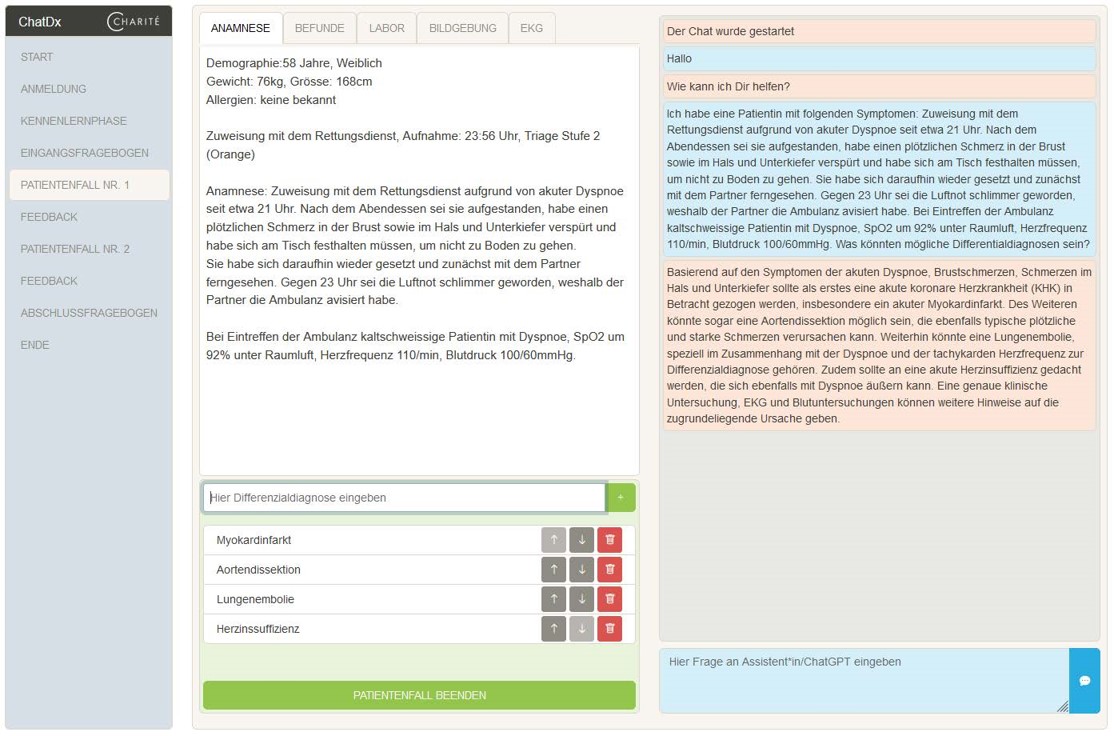 ChatDx
CHARITÉ
START
ANMELDUNG
KENNENLERNPHASE
EINGANGSFRAGEBOGEN
PATIENTENFALL NR. 1
FEEDBACK
PATIENTENFALL NR. 2
FEEDBACK
ABSCHLUSSFRAGEBOGEN
ENDE
ANAMNESE
BEFUNDE
LABOR
BILDGEBUNG
EKG
Demographie:58 Jahre, Weiblich
Gewicht: 76kg, Grösse: 168cm
Allergien: keine bekannt
Zuweisung mit dem Rettungsdienst, Aufnahme: 23:56 Uhr, Triage Stufe 2
(Orange)
Anamnese: Zuweisung mit dem Rettungsdienst aufgrund von akuter Dyspnoe
seit etwa 21 Uhr. Nach dem Abendessen sei sie aufgestanden, habe einen
plötzlichen Schmerz in der Brust sowie im Hals und Unterkiefer verspürt und
habe sich am Tisch festhalten müssen, um nicht zu Boden zu gehen.
Sie habe sich daraufhin wieder gesetzt und zunächst mit dem Partner
ferngesehen. Gegen 23 Uhr sei die Luftnot schlimmer geworden, weshalb der
Partner die Ambulanz avisiert habe.
Bei Eintreffen der Ambulanz kaltschweissige Patientin mit Dyspnoe, SpO2 um
92% unter Raumluft, Herzfrequenz 110/min, Blutdruck 100/60mmHg.
Hier Differenzialdiagnose eingeben
+
Myokardinfarkt
Aortendissektion
Lungenembolie
Herzinssuffizienz
PATIENTENFALL BEENDEN
Der Chat wurde gestartet
Hallo
Wie kann ich Dir helfen?
Ich habe eine Patientin mit folgenden Symptomen: Zuweisung mit dem
Rettungsdienst aufgrund von akuter Dyspnoe seit etwa 21 Uhr. Nach dem
Abendessen sei sie aufgestanden, habe einen plötzlichen Schmerz in der Brust
sowie im Hals und Unterkiefer verspürt und habe sich am Tisch festhalten müssen,
um nicht zu Boden zu gehen. Sie habe sich daraufhin wieder gesetzt und zunächst
mit dem Partner ferngesehen. Gegen 23 Uhr sei die Luftnot schlimmer geworden,
weshalb der Partner die Ambulanz avisiert habe. Bei Eintreffen der Ambulanz
kaltschweissige Patientin mit Dyspnoe, SpO2 um 92% unter Raumluft, Herzfrequenz
110/min, Blutdruck 100/60mmHg. Was könnten mögliche Differentialdiagnosen sein?
Basierend auf den Symptomen der akuten Dyspnoe, Brustschmerzen, Schmerzen im
Hals und Unterkiefer sollte als erstes eine akute koronare Herzkrankheit (KHK) in
Betracht gezogen werden, insbesondere ein akuter Myokardinfarkt. Des Weiteren
könnte sogar eine Aortendissektion möglich sein, die ebenfalls typische plötzliche
und starke Schmerzen verursachen kann. Weiterhin könnte eine Lungenembolie,
speziell im Zusammenhang mit der Dyspnoe und der tachykarden Herzfrequenz zur
Differentialdiagnose gehören. Zudem sollte an eine akute Herzinsuffizienz gedacht
werden, die sich ebenfalls mit Dyspnoe äußern kann. Eine genaue klinische
Untersuchung, EKG und Blutuntersuchungen können weitere Hinweise auf die
zugrundeliegende Ursache geben.
Hier Frage an Assistent*in/ChatGPT eingeben